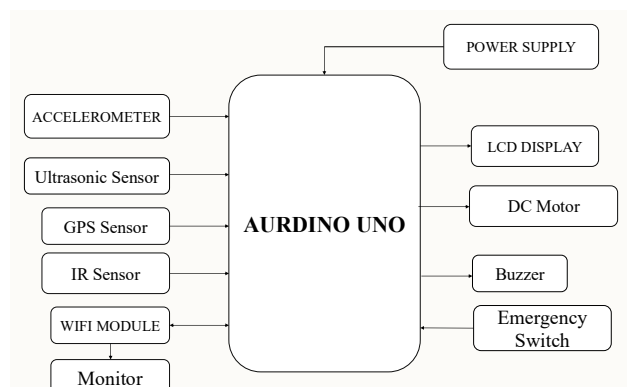 POWER SUPPLY
ACCELEROMETER
Ultrasonic Sensor
GPS Sensor
IR Sensor
WIFI MODULE
Monitor
AURDINO UNO
LCD DISPLAY
DC Motor
Buzzer
Emergency
Switch